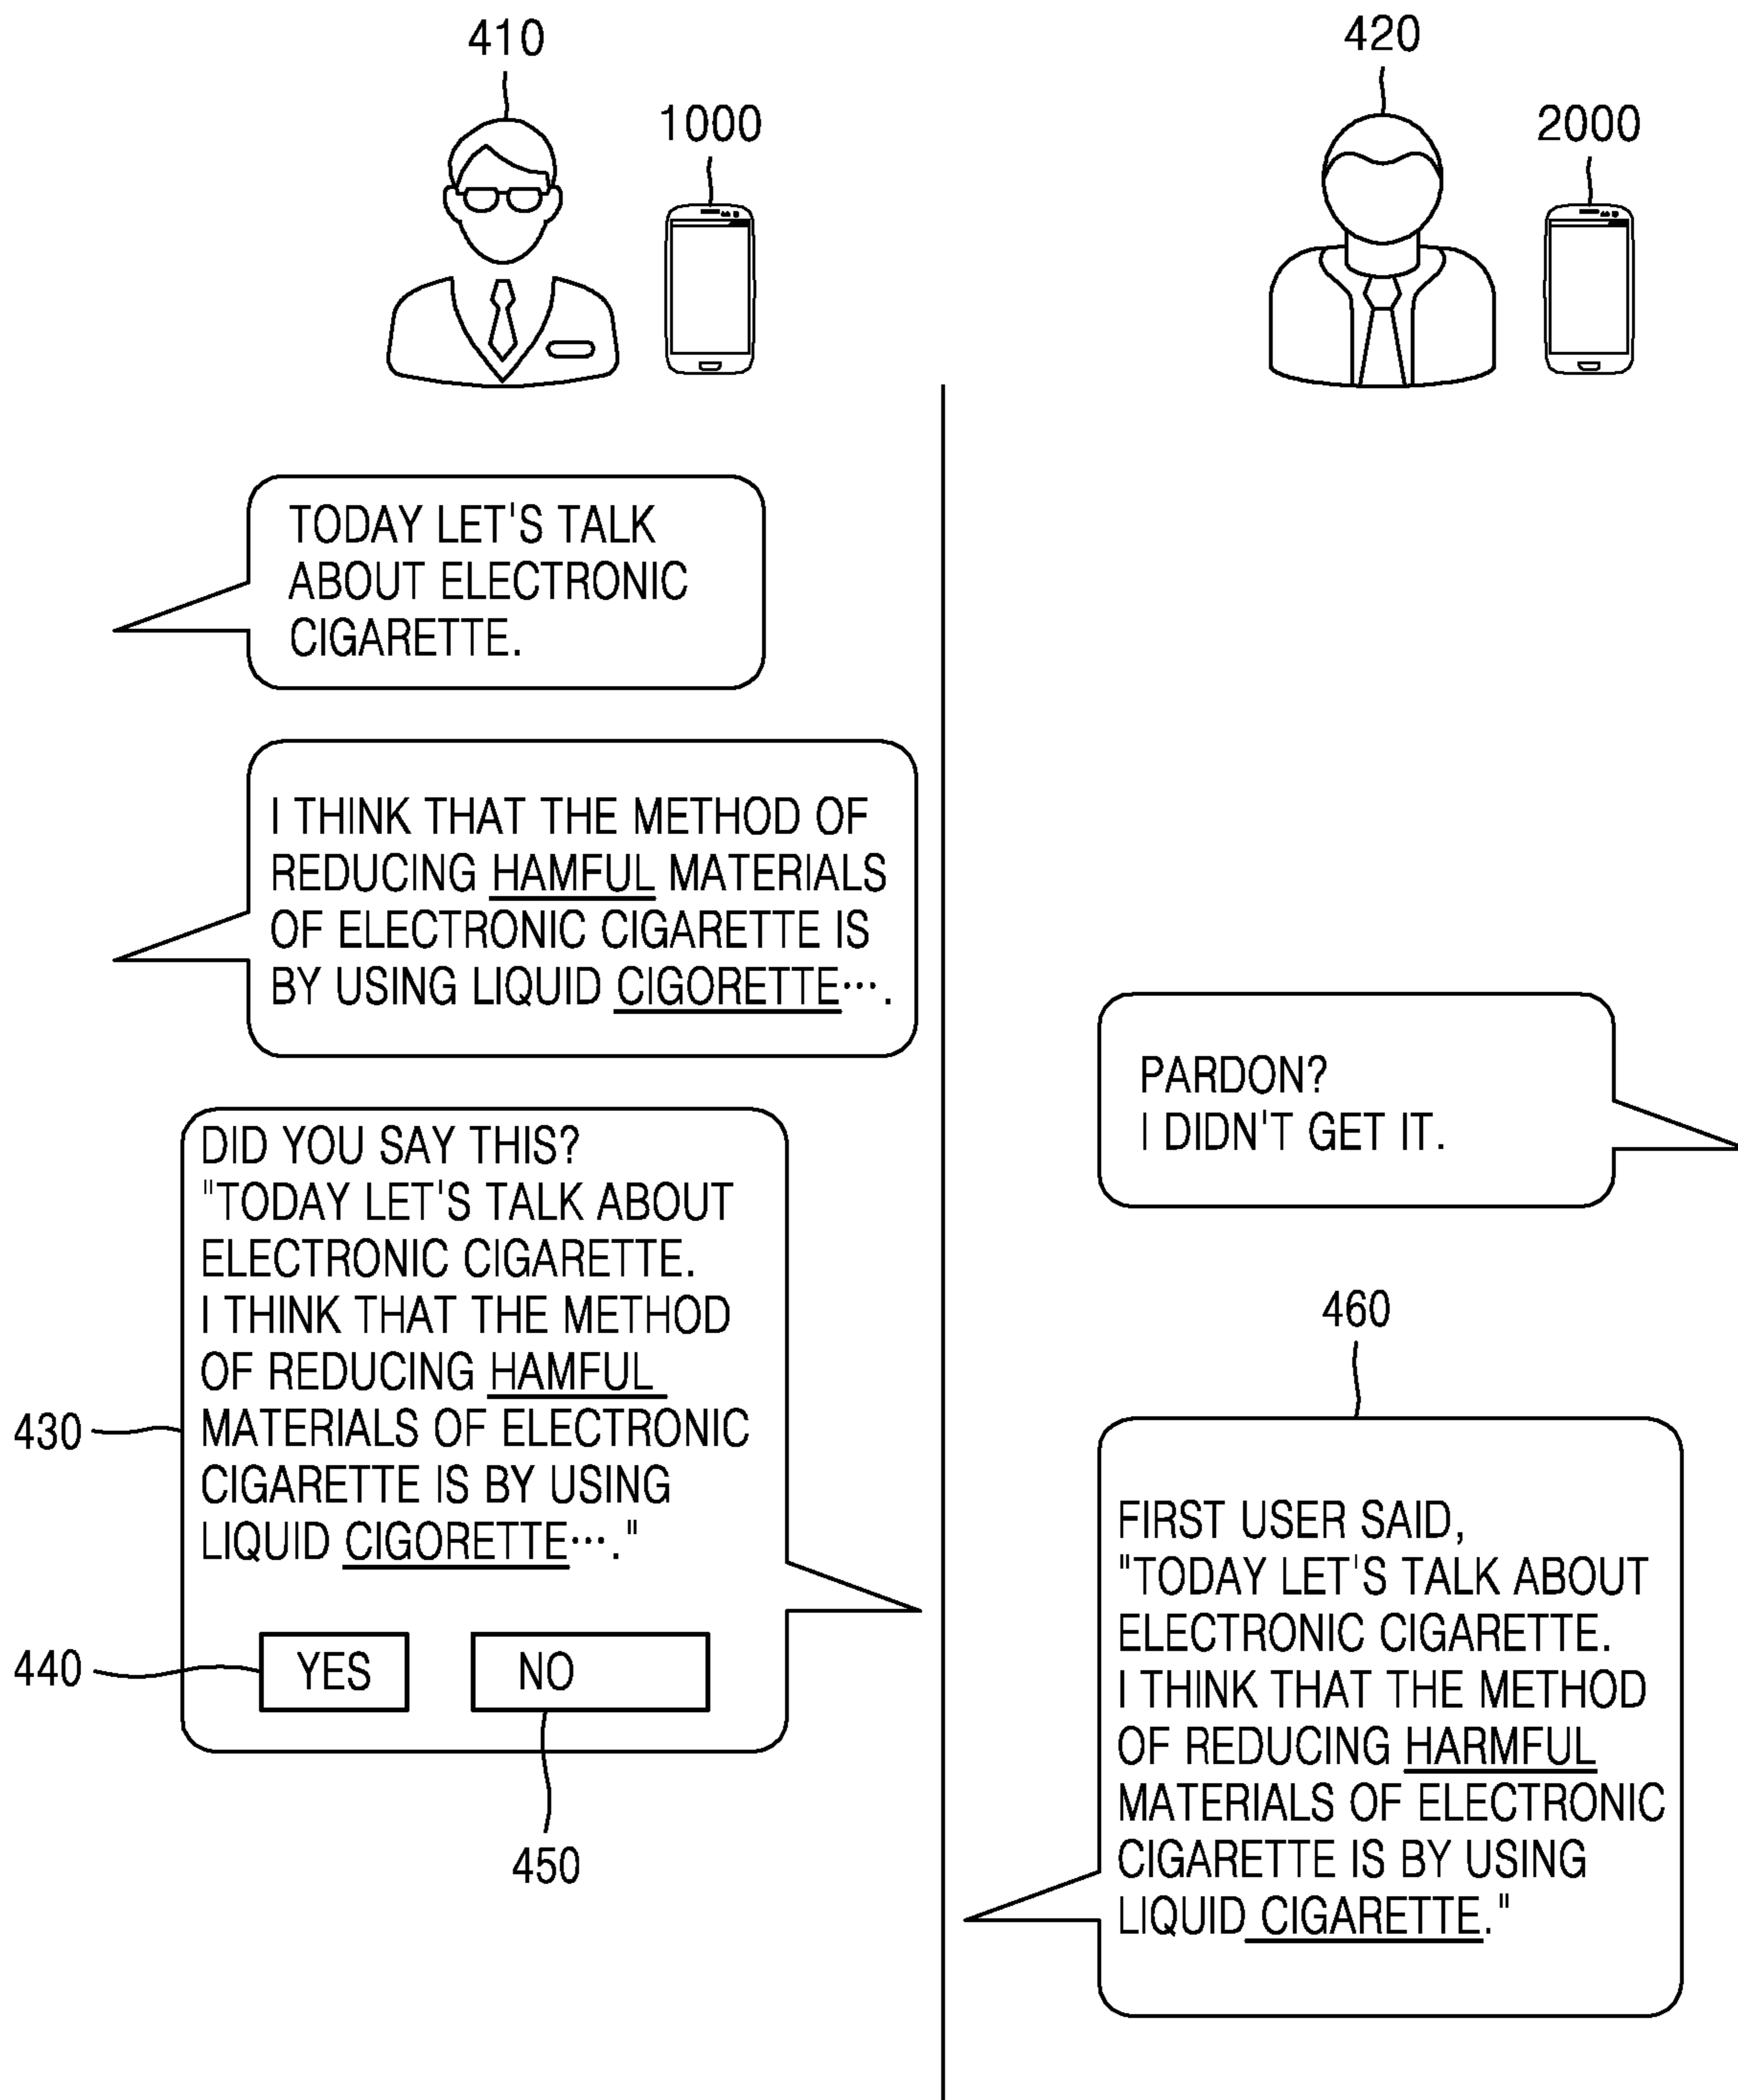 410
420
1000
2000
TODAY LET'S TALK
ABOUT ELECTRONIC
CIGARETTE.
I THINK THAT THE METHOD OF
REDUCING HAMFUL MATERIALS
OF ELECTRONIC CIGARETTE IS
BY USING LIQUID CIGORETTE···.
PARDON?
I DIDN'T GET IT.
DID YOU SAY THIS?
"TODAY LET'S TALK ABOUT
ELECTRONIC CIGARETTE.
I THINK THAT THE METHOD
OF REDUCING HAMFUL
MATERIALS OF ELECTRONIC
CIGARETTE IS BY USING
LIQUID CIGORETTE···."
430
440
YES
NO
450
460
FIRST USER SAID,
"TODAY LET'S TALK ABOUT
ELECTRONIC CIGARETTE.
I THINK THAT THE METHOD
OF REDUCING HARMFUL
MATERIALS OF ELECTRONIC
CIGARETTE IS BY USING
LIQUID CIGARETTE."